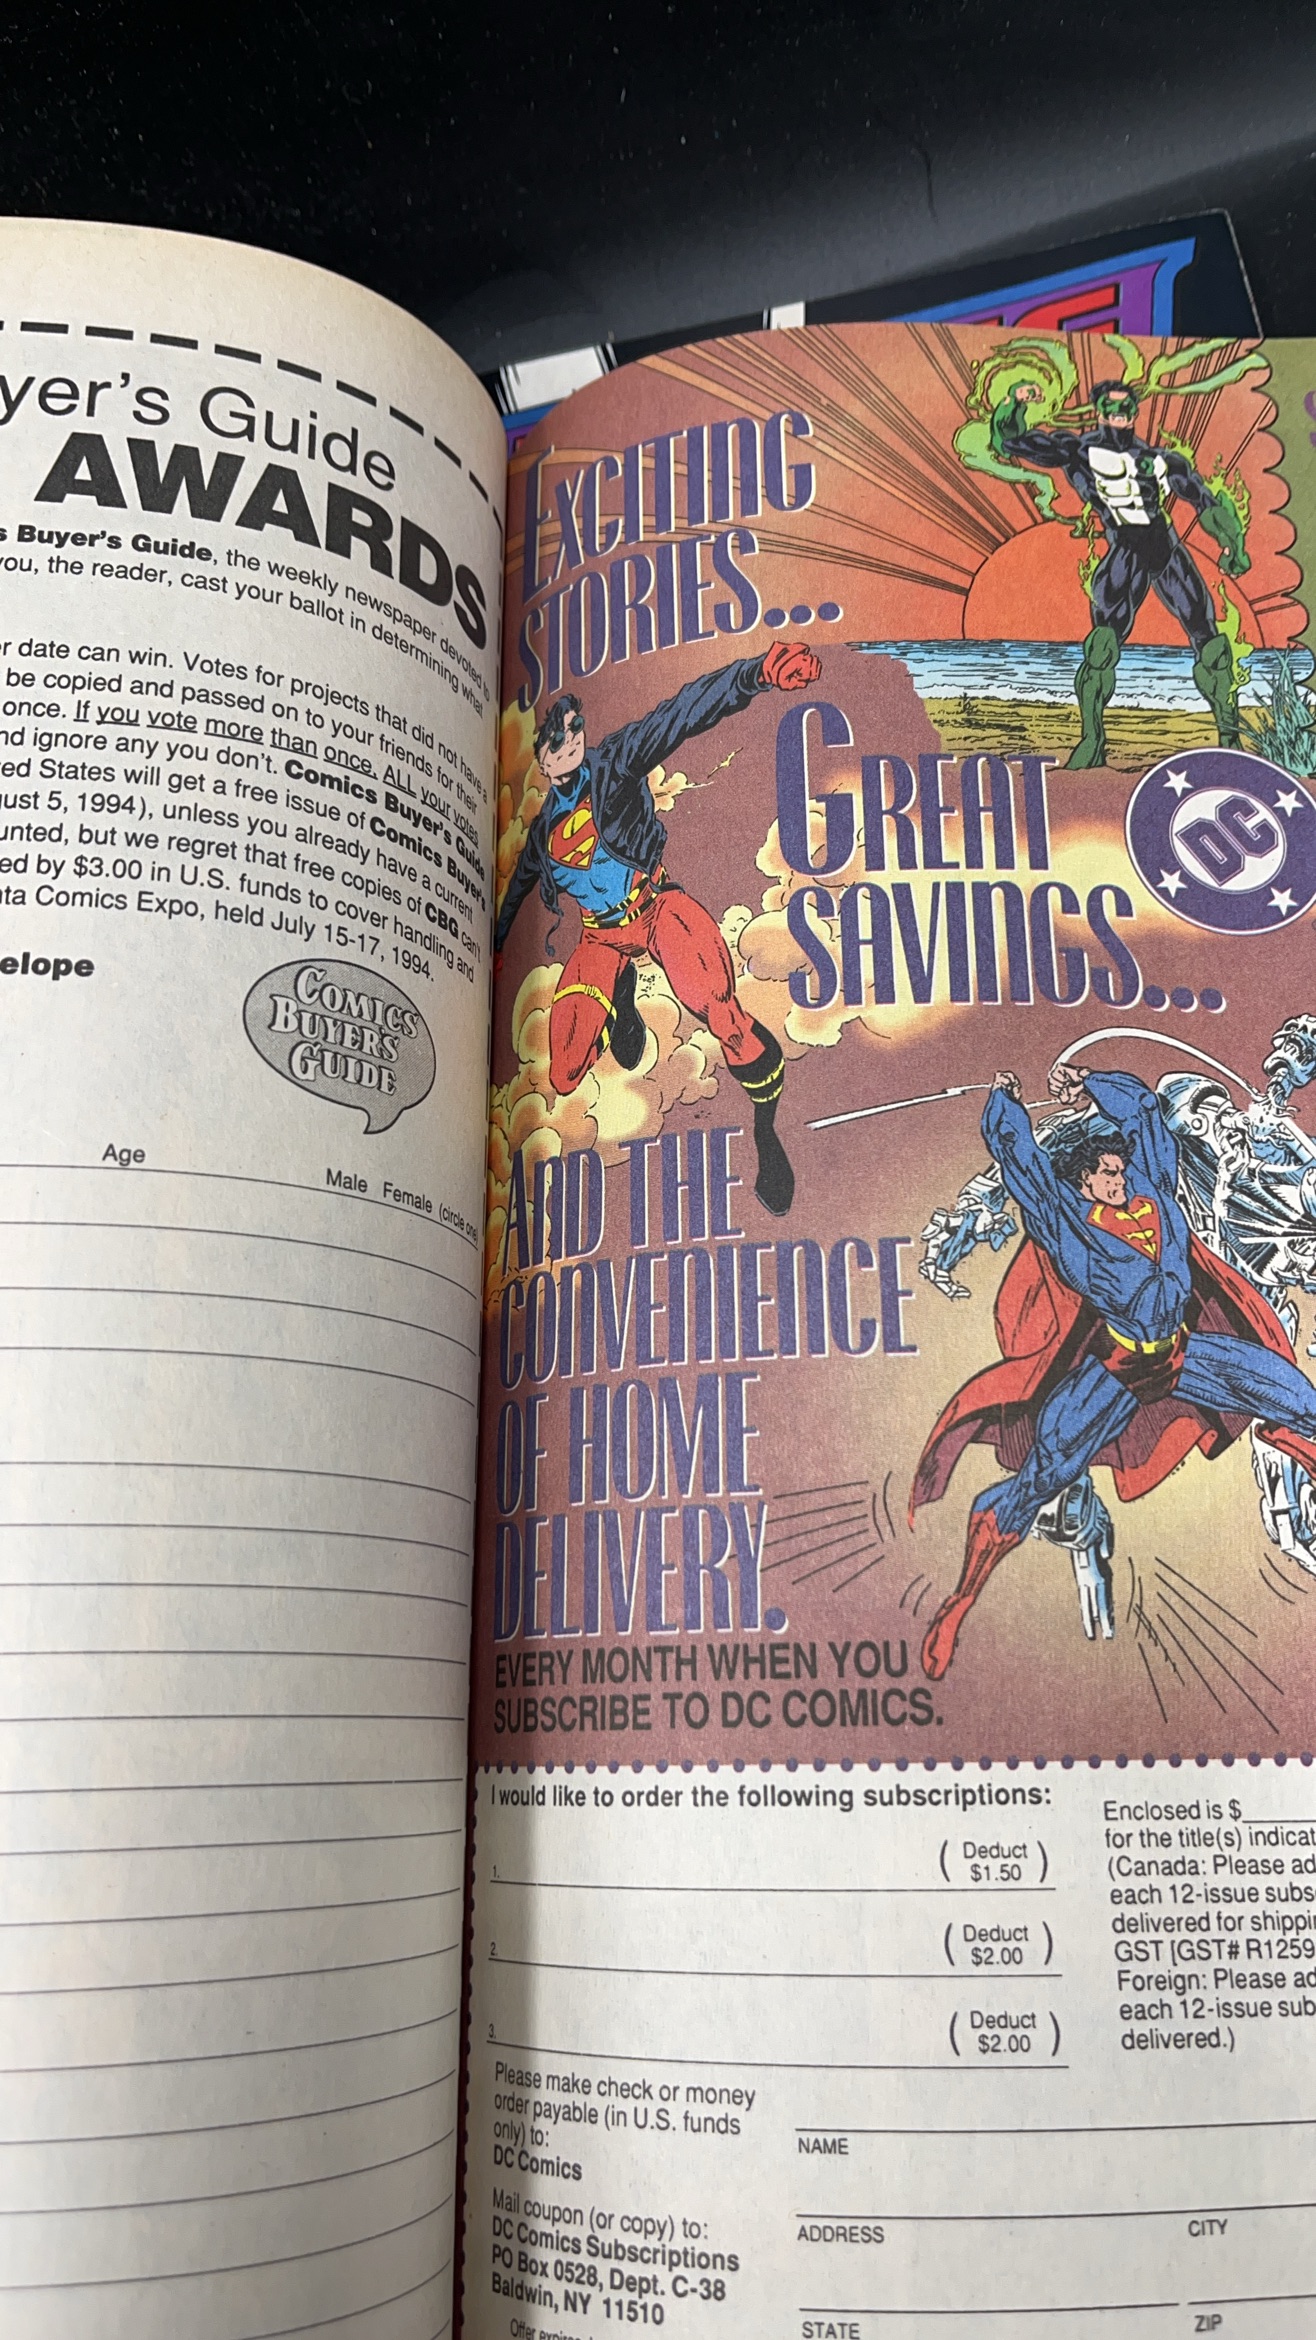 yer's Guide
AWARDS
s Buyer's Guide, the weekly newspaper devoted to
you, the reader, cast your ballot in determining what
r date can win. Votes for projects that did not have a
be copied and passed on to your friends for their
once. If you vote more than once, ALL your votes
nd ignore any you don't. Comics Buyer's Guide
ed States will get a free issue of Comics Buyer's
ust 5, 1994), unless you already have a current
unted, but we regret that free copies of CBG can't
ed by $3.00 in U.S. funds to cover handling and
ta Comics Expo, held July 15-17, 1994.
elope
COMICS
BUYER'S
GUIDE
Age
Male Female (circle one)
EXCITING
STORIES...
GREAT
SAVINGS...
DC
AND THE
CONVENIENCE
OF HOME
DELIVERY.
EVERY MONTH WHEN YOU
SUBSCRIBE TO DC COMICS.
I would like to order the following subscriptions:
1. ( Deduct $1.50 )
2. ( Deduct $2.00 )
3. ( Deduct $2.00 )
Enclosed is $
for the title(s) indicat
(Canada: Please ad
each 12-issue subs
delivered for shippi
GST [GST# R1259
Foreign: Please ad
each 12-issue sub
delivered.)
Please make check or money
order payable (in U.S. funds
only) to:
DC Comics
Mail coupon (or copy) to:
DC Comics Subscriptions
PO Box 0528, Dept. C-38
Baldwin, NY 11510
Offer
NAME
ADDRESS
CITY
STATE
ZIP